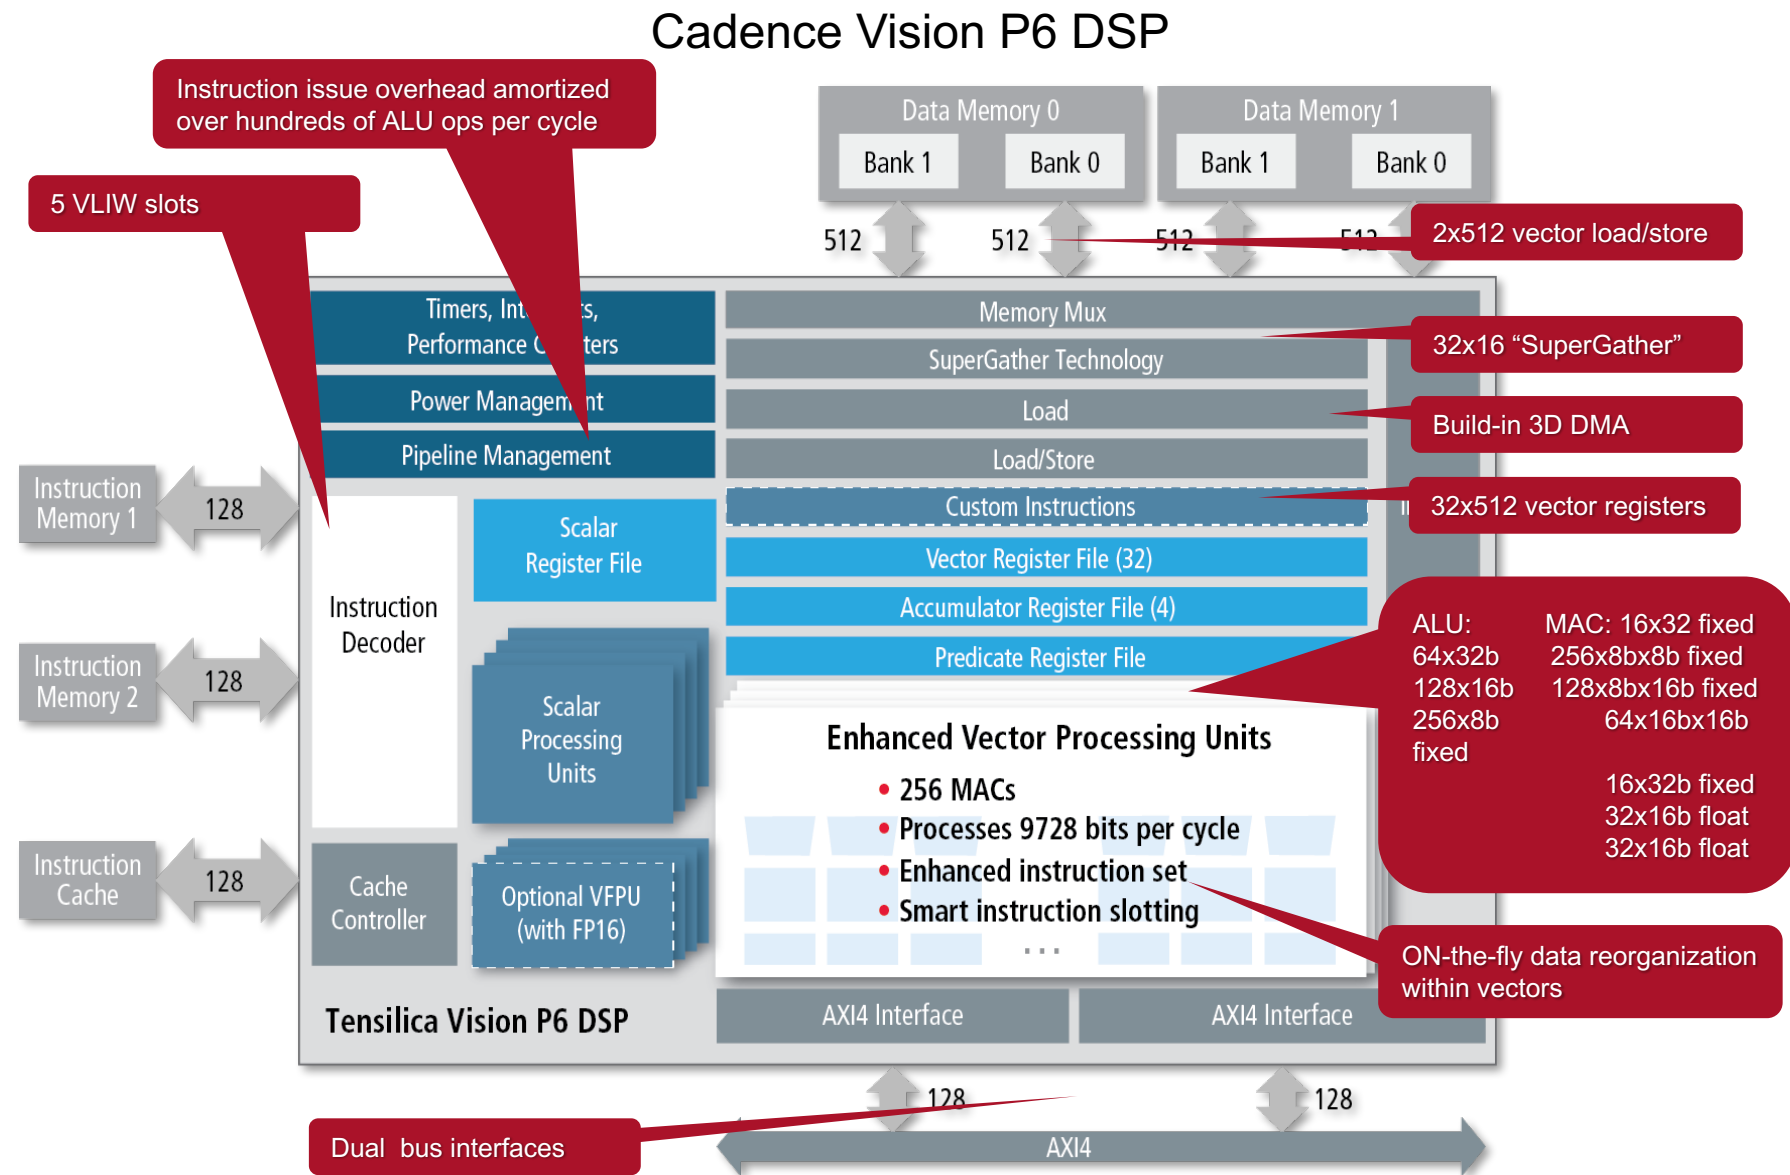 Cadence Vision P6 DSP
Instruction issue overhead amortized
over hundreds of ALU ops per cycle
5 VLIW slots
Data Memory 0
Bank 1
Bank 0
Data Memory 1
Bank 1
Bank 0
512
512
512
512
2x512 vector load/store
32x16 “SuperGather”
Build-in 3D DMA
32x512 vector registers
Timers,
Performance
Power Management
Pipeline Management
Memory Mux
SuperGather Technology
Load
Load/Store
Custom Instructions
Vector Register File (32)
Accumulator Register File (4)
Predicate Register File
Instruction
Memory 1
128
Instruction
Memory 2
128
Instruction
Cache
128
Instruction
Decoder
Scalar
Register File
Scalar
Processing
Units
Cache
Controller
Optional VFPU
(with FP16)
Enhanced Vector Processing Units
• 256 MACs
• Processes 9728 bits per cycle
• Enhanced instruction set
• Smart instruction slotting
...
ALU: MAC: 16x32 fixed
64x32b 256x8bx8b fixed
128x16b 128x8bx16b fixed
256x8b 64x16bx16b
fixed
16x32b fixed
32x16b float
32x16b float
ON-the-fly data reorganization
within vectors
Tensilica Vision P6 DSP
AXI4 Interface
AXI4 Interface
128
128
Dual bus interfaces
AXI4